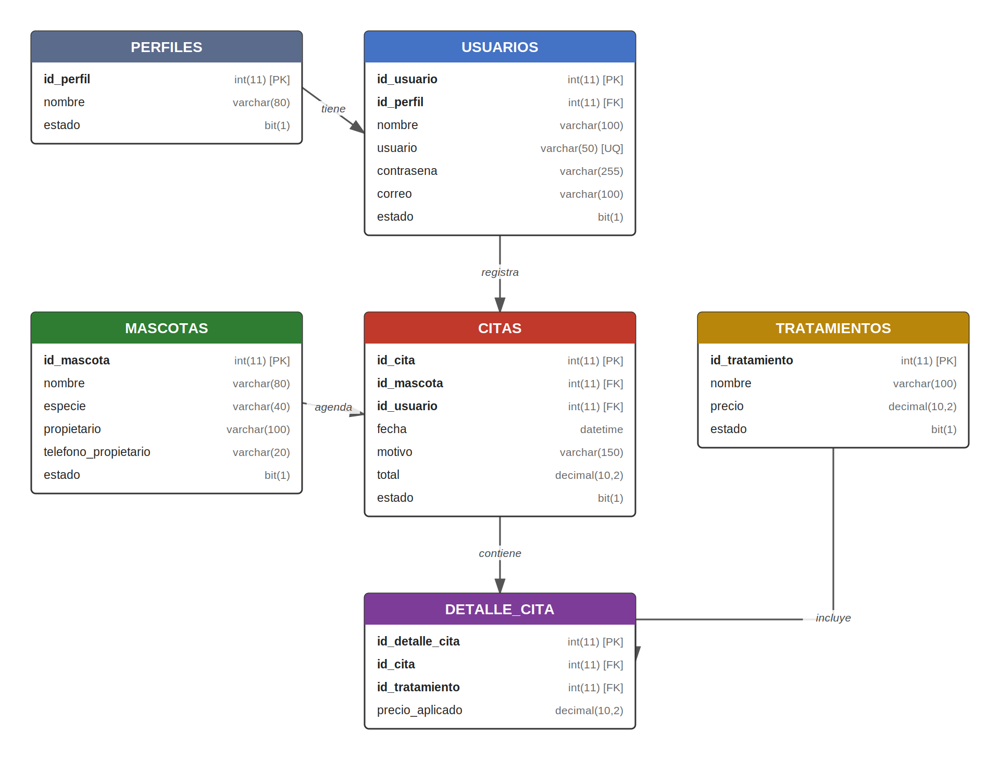 PERFILES
id_perfil int(11) [PK]
nombre varchar(80)
estado bit(1)
tiene
USUARIOS
id_usuario int(11) [PK]
id_perfil int(11) [FK]
nombre varchar(100)
usuario varchar(50) [UQ]
contrasena varchar(255)
correo varchar(100)
estado bit(1)
registra
MASCOTAS
id_mascota int(11) [PK]
nombre varchar(80)
especie varchar(40)
propietario varchar(100)
telefono_propietario varchar(20)
estado bit(1)
agenda
CITAS
id_cita int(11) [PK]
id_mascota int(11) [FK]
id_usuario int(11) [FK]
fecha datetime
motivo varchar(150)
total decimal(10,2)
estado bit(1)
TRATAMIENTOS
id_tratamiento int(11) [PK]
nombre varchar(100)
precio decimal(10,2)
estado bit(1)
contiene
incluye
DETALLE_CITA
id_detalle_cita int(11) [PK]
id_cita int(11) [FK]
id_tratamiento int(11) [FK]
precio_aplicado decimal(10,2)